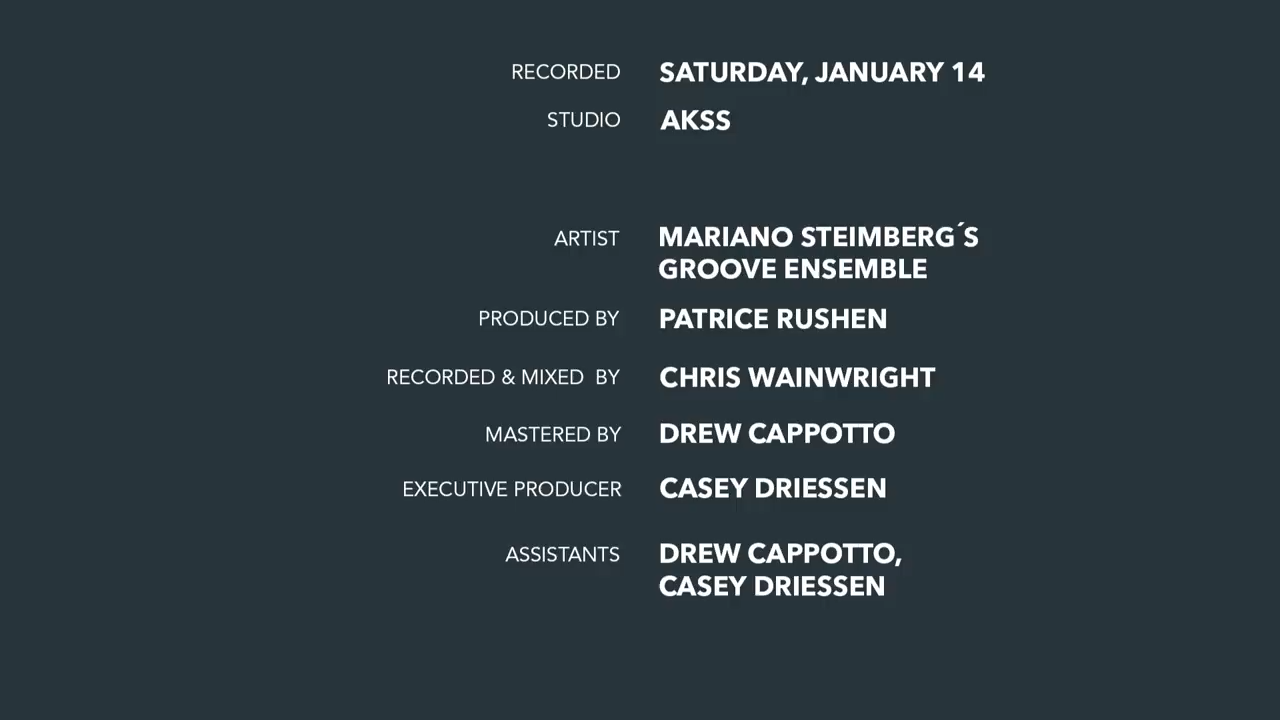 RECORDED SATURDAY, JANUARY 14
STUDIO AKSS
ARTIST MARIANO STEIMBERG´S
GROOVE ENSEMBLE
PRODUCED BY PATRICE RUSHEN
RECORDED & MIXED  BY CHRIS WAINWRIGHT
MASTERED BY DREW CAPPOTTO
EXECUTIVE PRODUCER CASEY DRIESSEN
ASSISTANTS DREW CAPPOTTO,
CASEY DRIESSEN